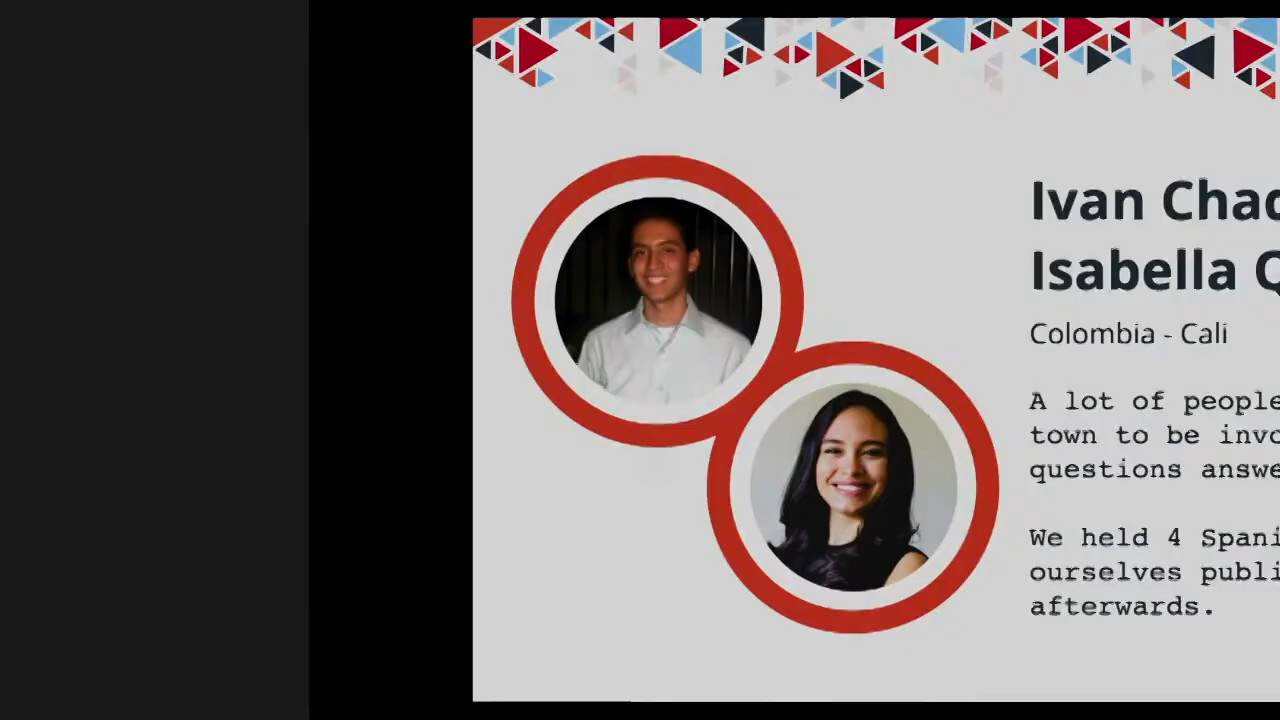 Ivan Chac
Isabella Q
Colombia - Cali
A lot of people
town to be invo
questions answe
We held 4 Spani
ourselves publi
afterwards.